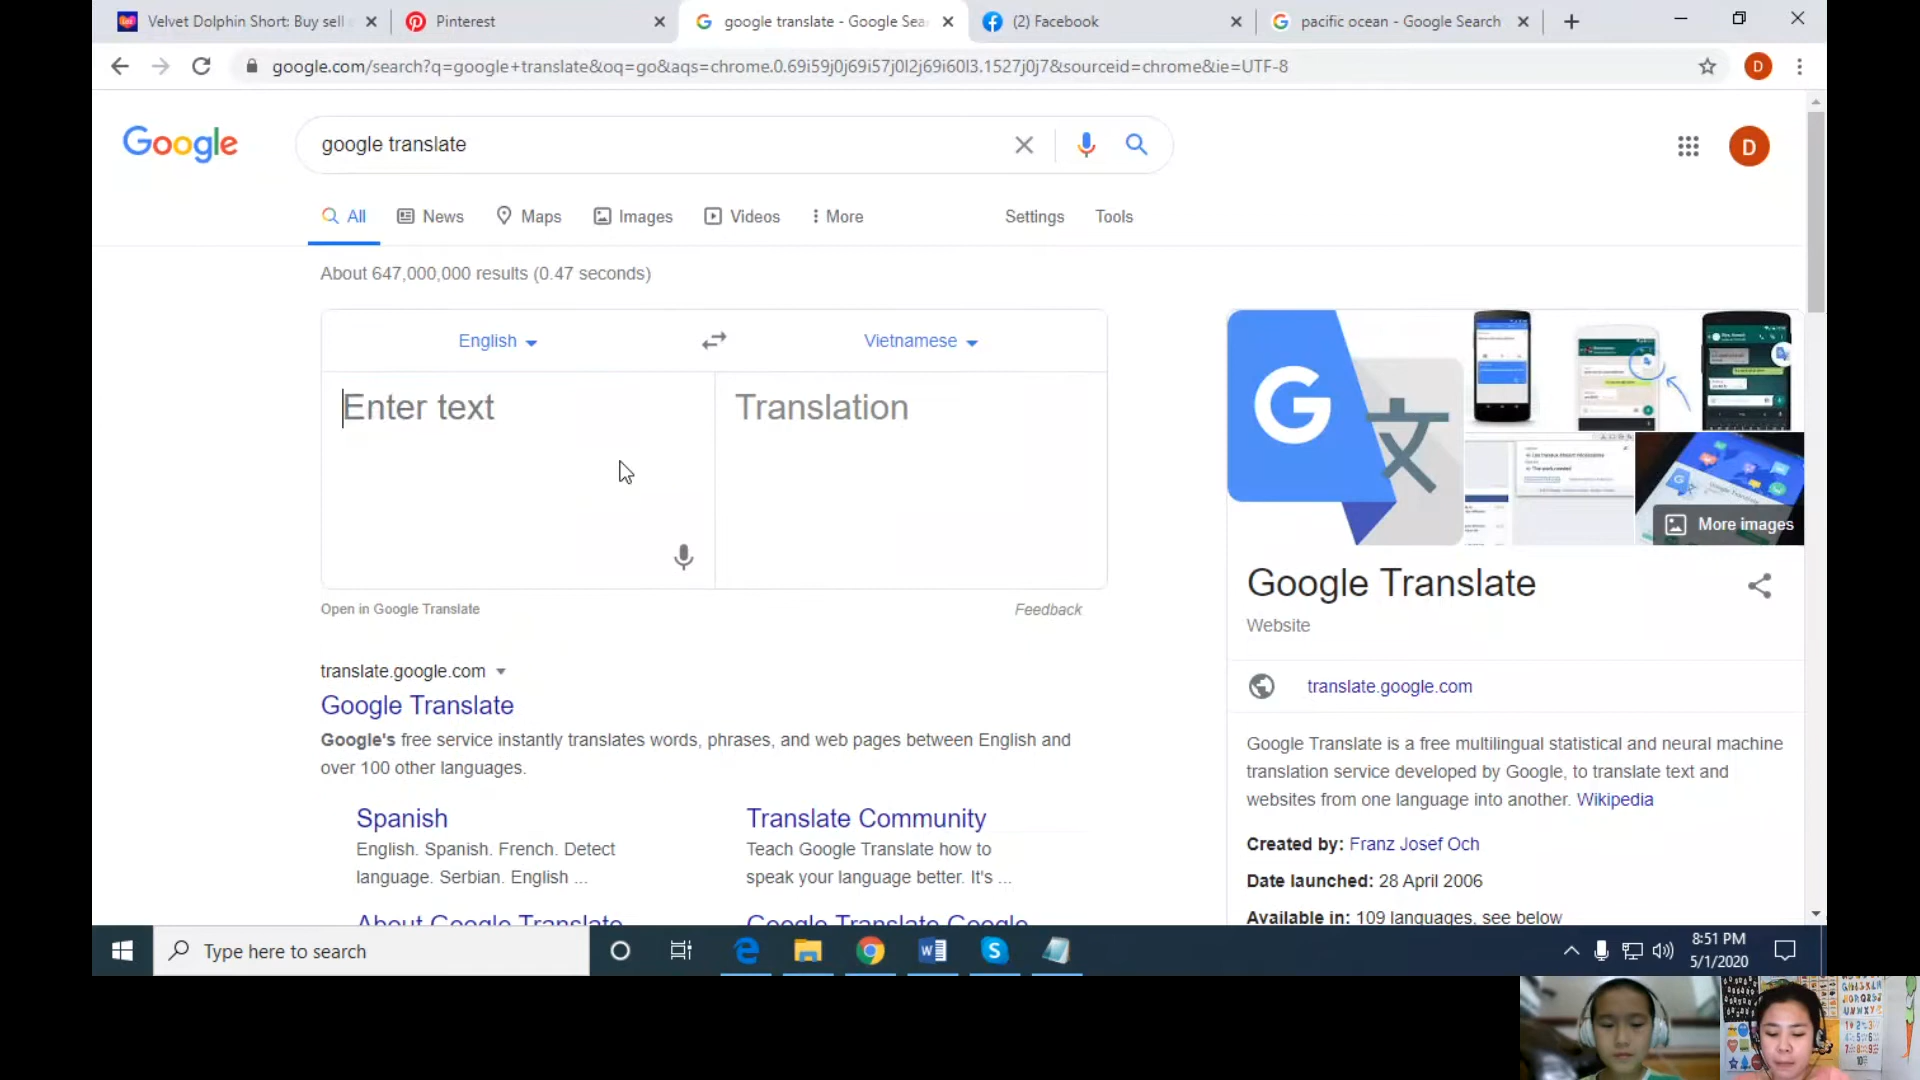 Velvet Dolphin Short: Buy sell
Pinterest
google translate - Google Sea
(2) Facebook
pacific ocean - Google Search
google.com/search?q=google+translate&oq=go&aqs=chrome.0.69i59j0j69i57j0l2j69i60l3.1527j0j7&sourceid=chrome&ie=UTF-8
D
Google
google translate
D
All
News
Maps
Images
Videos
More
Settings
Tools
About 647,000,000 results (0.47 seconds)
English
Vietnamese
Enter text
Translation
Open in Google Translate
Feedback
translate.google.com
Google Translate
Google's free service instantly translates words, phrases, and web pages between English and
over 100 other languages.
Spanish
English. Spanish. French. Detect
language. Serbian. English ...
Translate Community
Teach Google Translate how to
speak your language better. It's ...
About Google Translate
Google Translate Google
G
文
More images
Google Translate
Website
translate.google.com
Google Translate is a free multilingual statistical and neural machine
translation service developed by Google, to translate text and
websites from one language into another. Wikipedia
Created by: Franz Josef Och
Date launched: 28 April 2006
Available in: 109 languages, see below
Type here to search
8:51 PM
5/1/2020